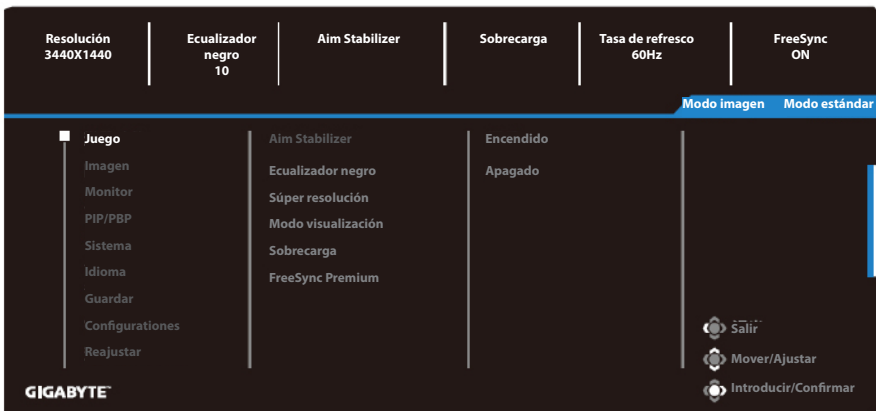 Resolución
3440X1440
Ecualizador
negro
10
Aim Stabilizer
Sobrecarga
Tasa de refresco
60Hz
FreeSync
ON
Modo imagen Modo estándar
Juego
Imagen
Monitor
PIP/PBP
Sistema
Idioma
Guardar
Configurationes
Reajustar
Aim Stabilizer
Ecualizador negro
Súper resolución
Modo visualización
Sobrecarga
FreeSync Premium
Encendido
Apagado
Salir
Mover/Ajustar
Introducir/Confirmar
GIGABYTE™